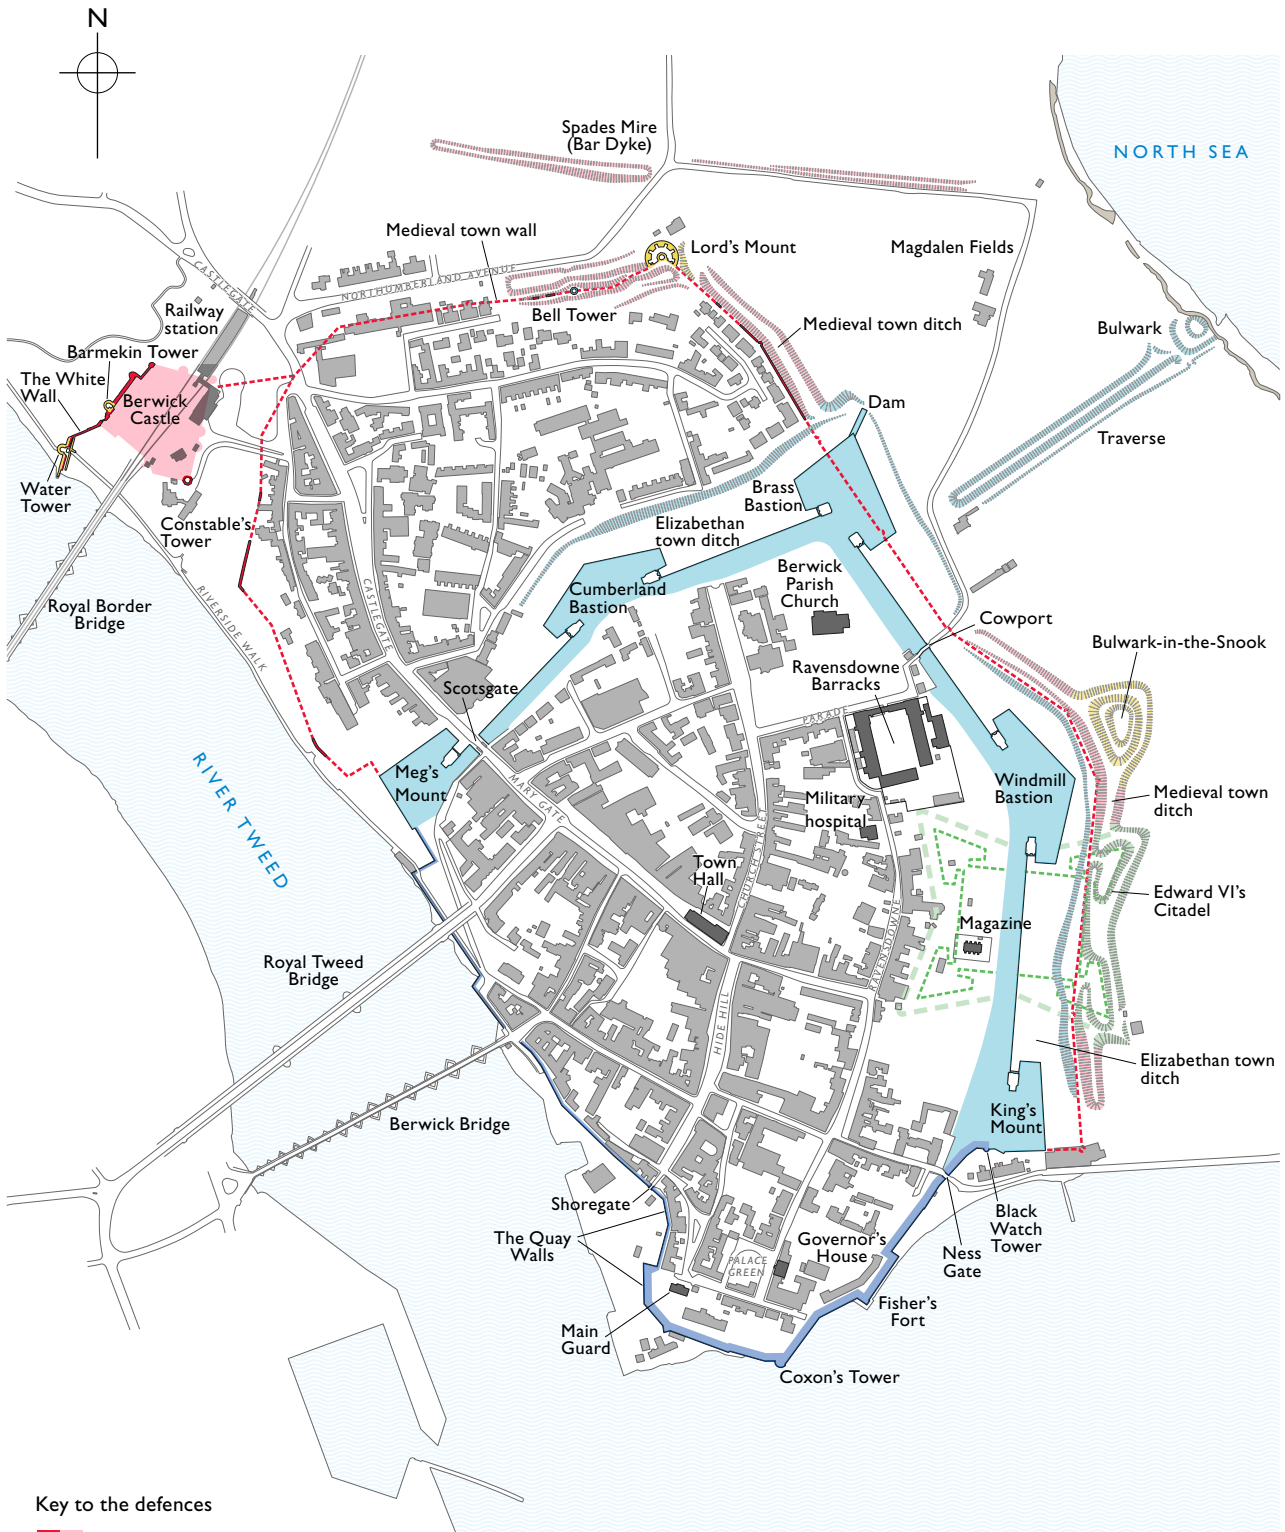 N
Spades Mire
(Bar Dyke)
NORTH SEA
Medieval town wall
Lord's Mount
Magdalen Fields
CASTLEGATE
NORTHUMBERLAND AVENUE
Railway
station
Bell Tower
Medieval town ditch
Bulwark
Barmekin Tower
The White
Wall
Berwick
Castle
Dam
Traverse
Water
Tower
Constable's
Tower
Brass
Bastion
Elizabethan
town ditch
Royal Border
Bridge
RIVERSIDE WALK
CASTLEGATE
Cumberland
Bastion
Berwick
Parish
Church
Cowport
Bulwark-in-the-Snook
Ravensdowne
Barracks
Scotsgate
PARADE
RIVER TWEED
Meg's
Mount
MARY GATE
Windmill
Bastion
Medieval town
ditch
Military
hospital
CHURCH STREET
Town
Hall
Edward VI's
Citadel
RAVENSDOWNE
Magazine
Royal Tweed
Bridge
HIDE HILL
Elizabethan town
ditch
Berwick Bridge
King's
Mount
Shoregate
The Quay
Walls
Black
Watch
Tower
Governor's
House
Ness
Gate
PALACE
GREEN
Fisher's
Fort
Main
Guard
Coxon's Tower
Key to the defences